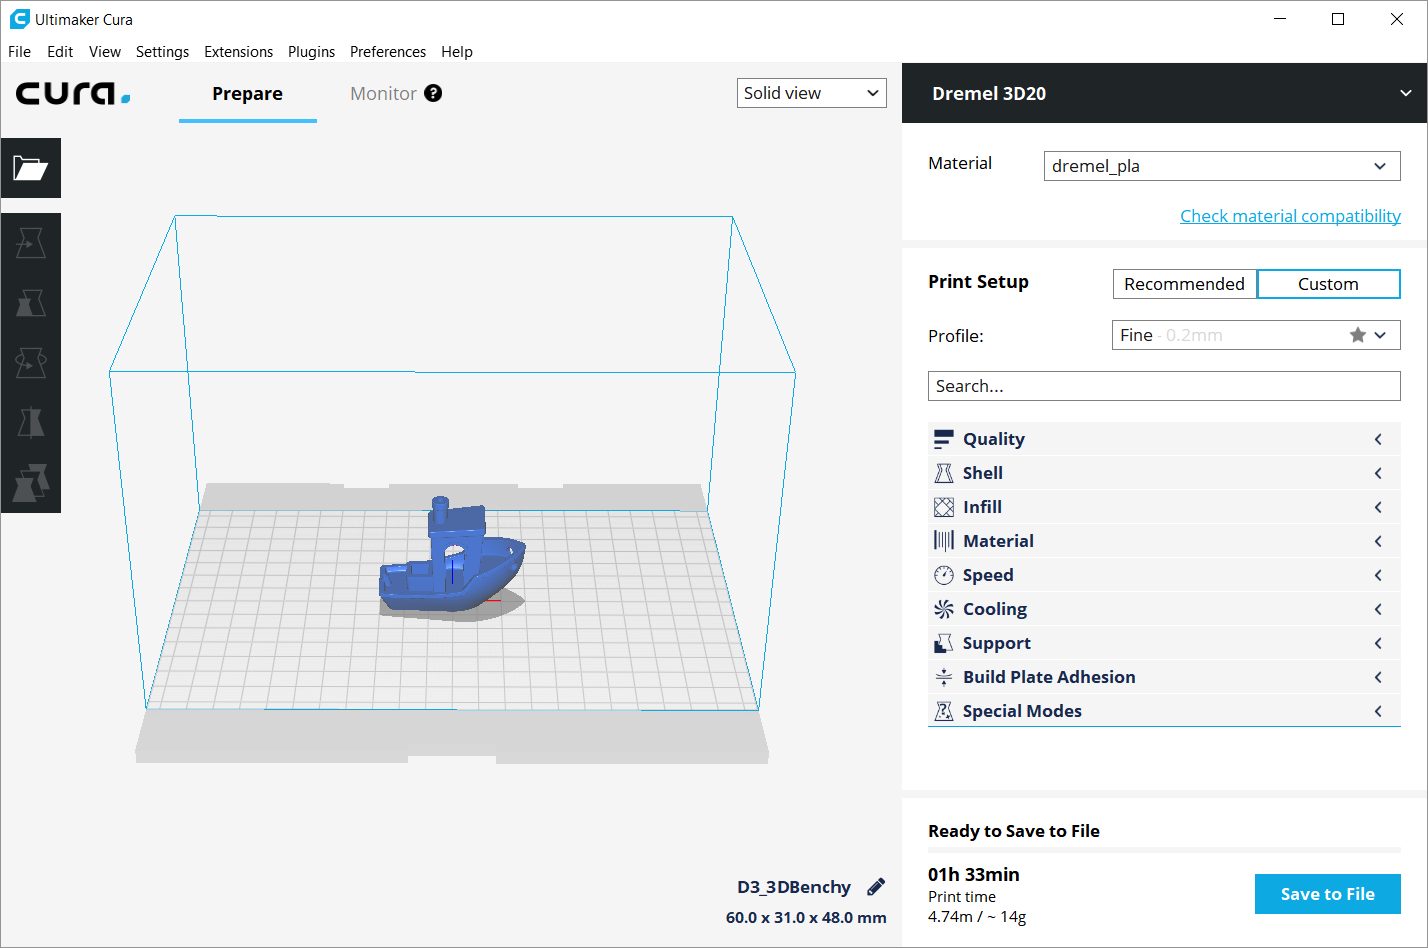 Ultimaker Cura
File Edit View Settings Extensions Plugins Preferences Help
cura.
Prepare
Monitor ?
Solid view
Dremel 3D20
Material
dremel_pla
Check material compatibility
Print Setup
Recommended
Custom
Profile:
Fine - 0.2mm
Search...
Quality
Shell
Infill
Material
Speed
Cooling
Support
Build Plate Adhesion
Special Modes
Ready to Save to File
01h 33min
Print time
4.74m / ~ 14g
Save to File
D3_3DBenchy
60.0 x 31.0 x 48.0 mm